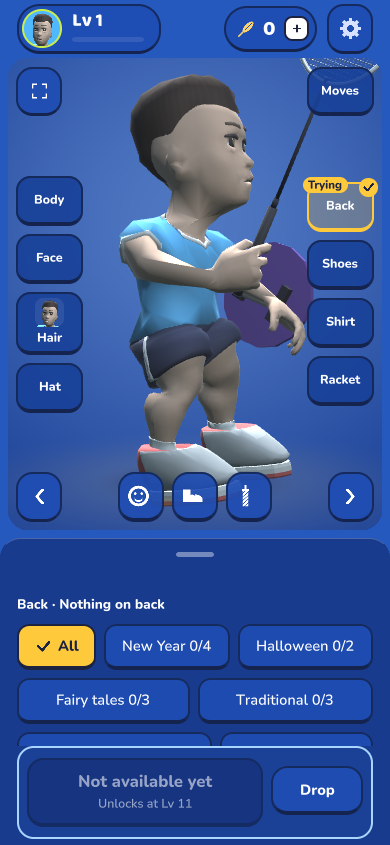 Lv 1
0 +
Moves
Trying
Back
Body
Face
Shoes
Hair
Shirt
Hat
Racket
Back · Nothing on back
All
New Year 0/4
Halloween 0/2
Fairy tales 0/3
Traditional 0/3
Not available yet
Unlocks at Lv 11
Drop